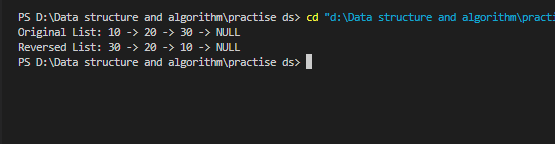 PS D:\Data structure and algorithm\practise ds> cd "d:\Data structure and algorithm\practi
Original List: 10 -> 20 -> 30 -> NULL
Reversed List: 30 -> 20 -> 10 -> NULL
PS D:\Data structure and algorithm\practise ds>